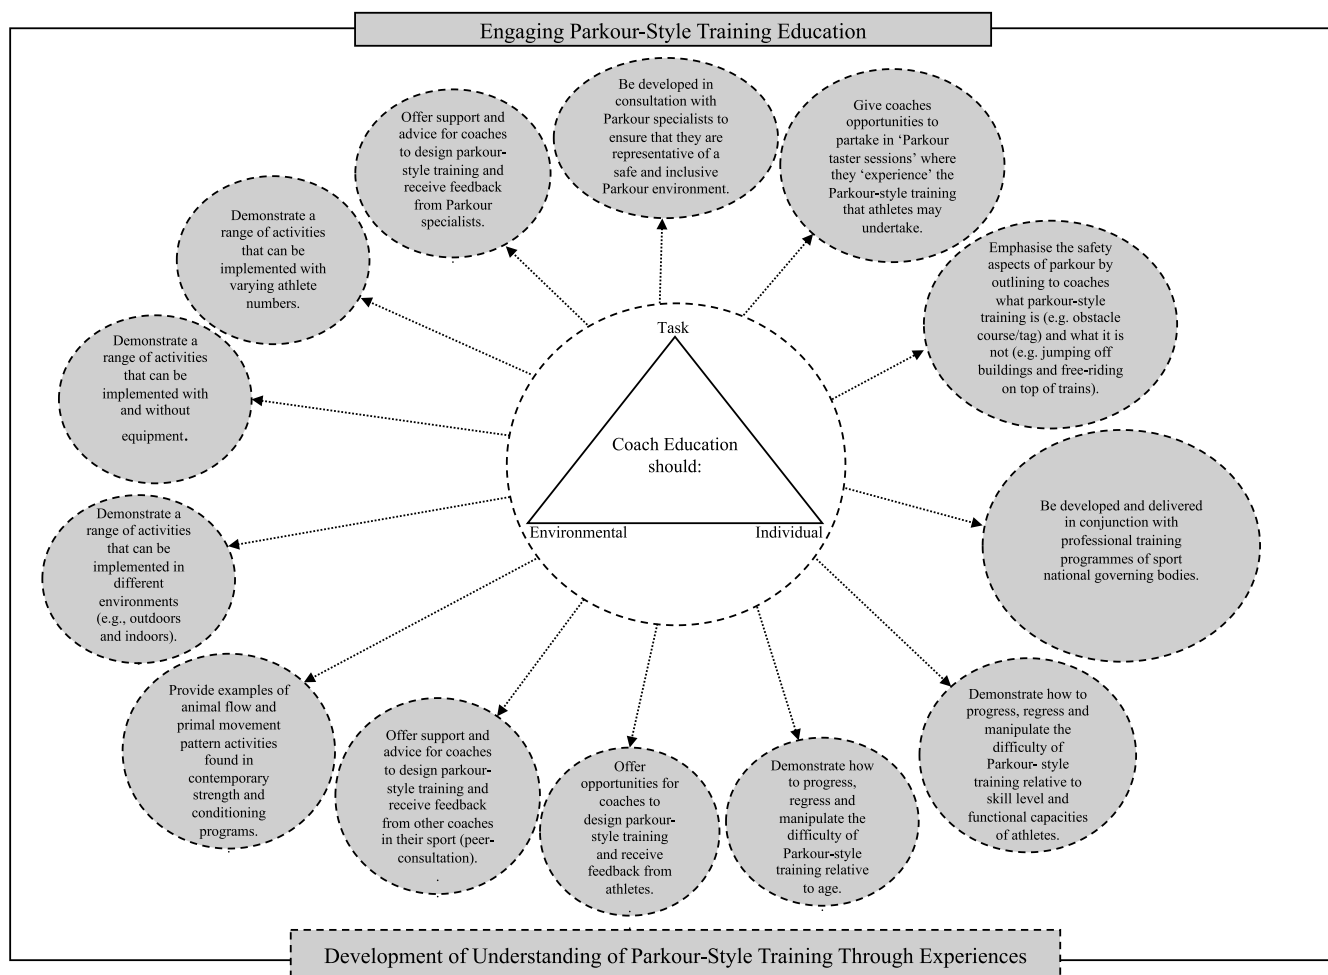 Engaging Parkour-Style Training Education
Be developed in
consultation with
Parkour specialists to
ensure that they are
representative of a
safe and inclusive
Parkour environment.
Give coaches
opportunities to
partake in ‘Parkour
taster sessions’ where
they ‘experience’ the
Parkour-style training
that athletes may
undertake.
Emphasise the safety
aspects of parkour by
outlining to coaches
what parkour-style
training is (e.g. obstacle
course/tag) and what it is
not (e.g. jumping off
buildings and free-riding
on top of trains).
Be developed and delivered
in conjunction with
professional training
programmes of sport
national governing bodies.
Demonstrate how to
progress, regress and
manipulate the
difficulty of
Parkour- style
training relative to
skill level and
functional capacities
of athletes.
Demonstrate how
to progress,
regress and
manipulate the
difficulty of
Parkour-style
training relative
to age.
Offer
opportunities for
coaches to
design parkour-
style training
and receive
feedback from
athletes.
Offer support and
advice for coaches
to design parkour-
style training and
receive feedback
from other coaches
in their sport (peer-
consultation).
Provide examples of
animal flow and
primal movement
pattern activities
found in
contemporary
strength and
conditioning
programs.
Demonstrate a
range of activities
that can be
implemented in
different
environments
(e.g., outdoors
and indoors).
Demonstrate a
range of activities
that can be
implemented with
and without
equipment.
Demonstrate a
range of activities
that can be
implemented with
varying athlete
numbers.
Offer support and
advice for coaches
to design parkour-
style training and
receive feedback
from Parkour
specialists.
Task
Coach Education
should:
Environmental
Individual
Development of Understanding of Parkour-Style Training Through Experiences